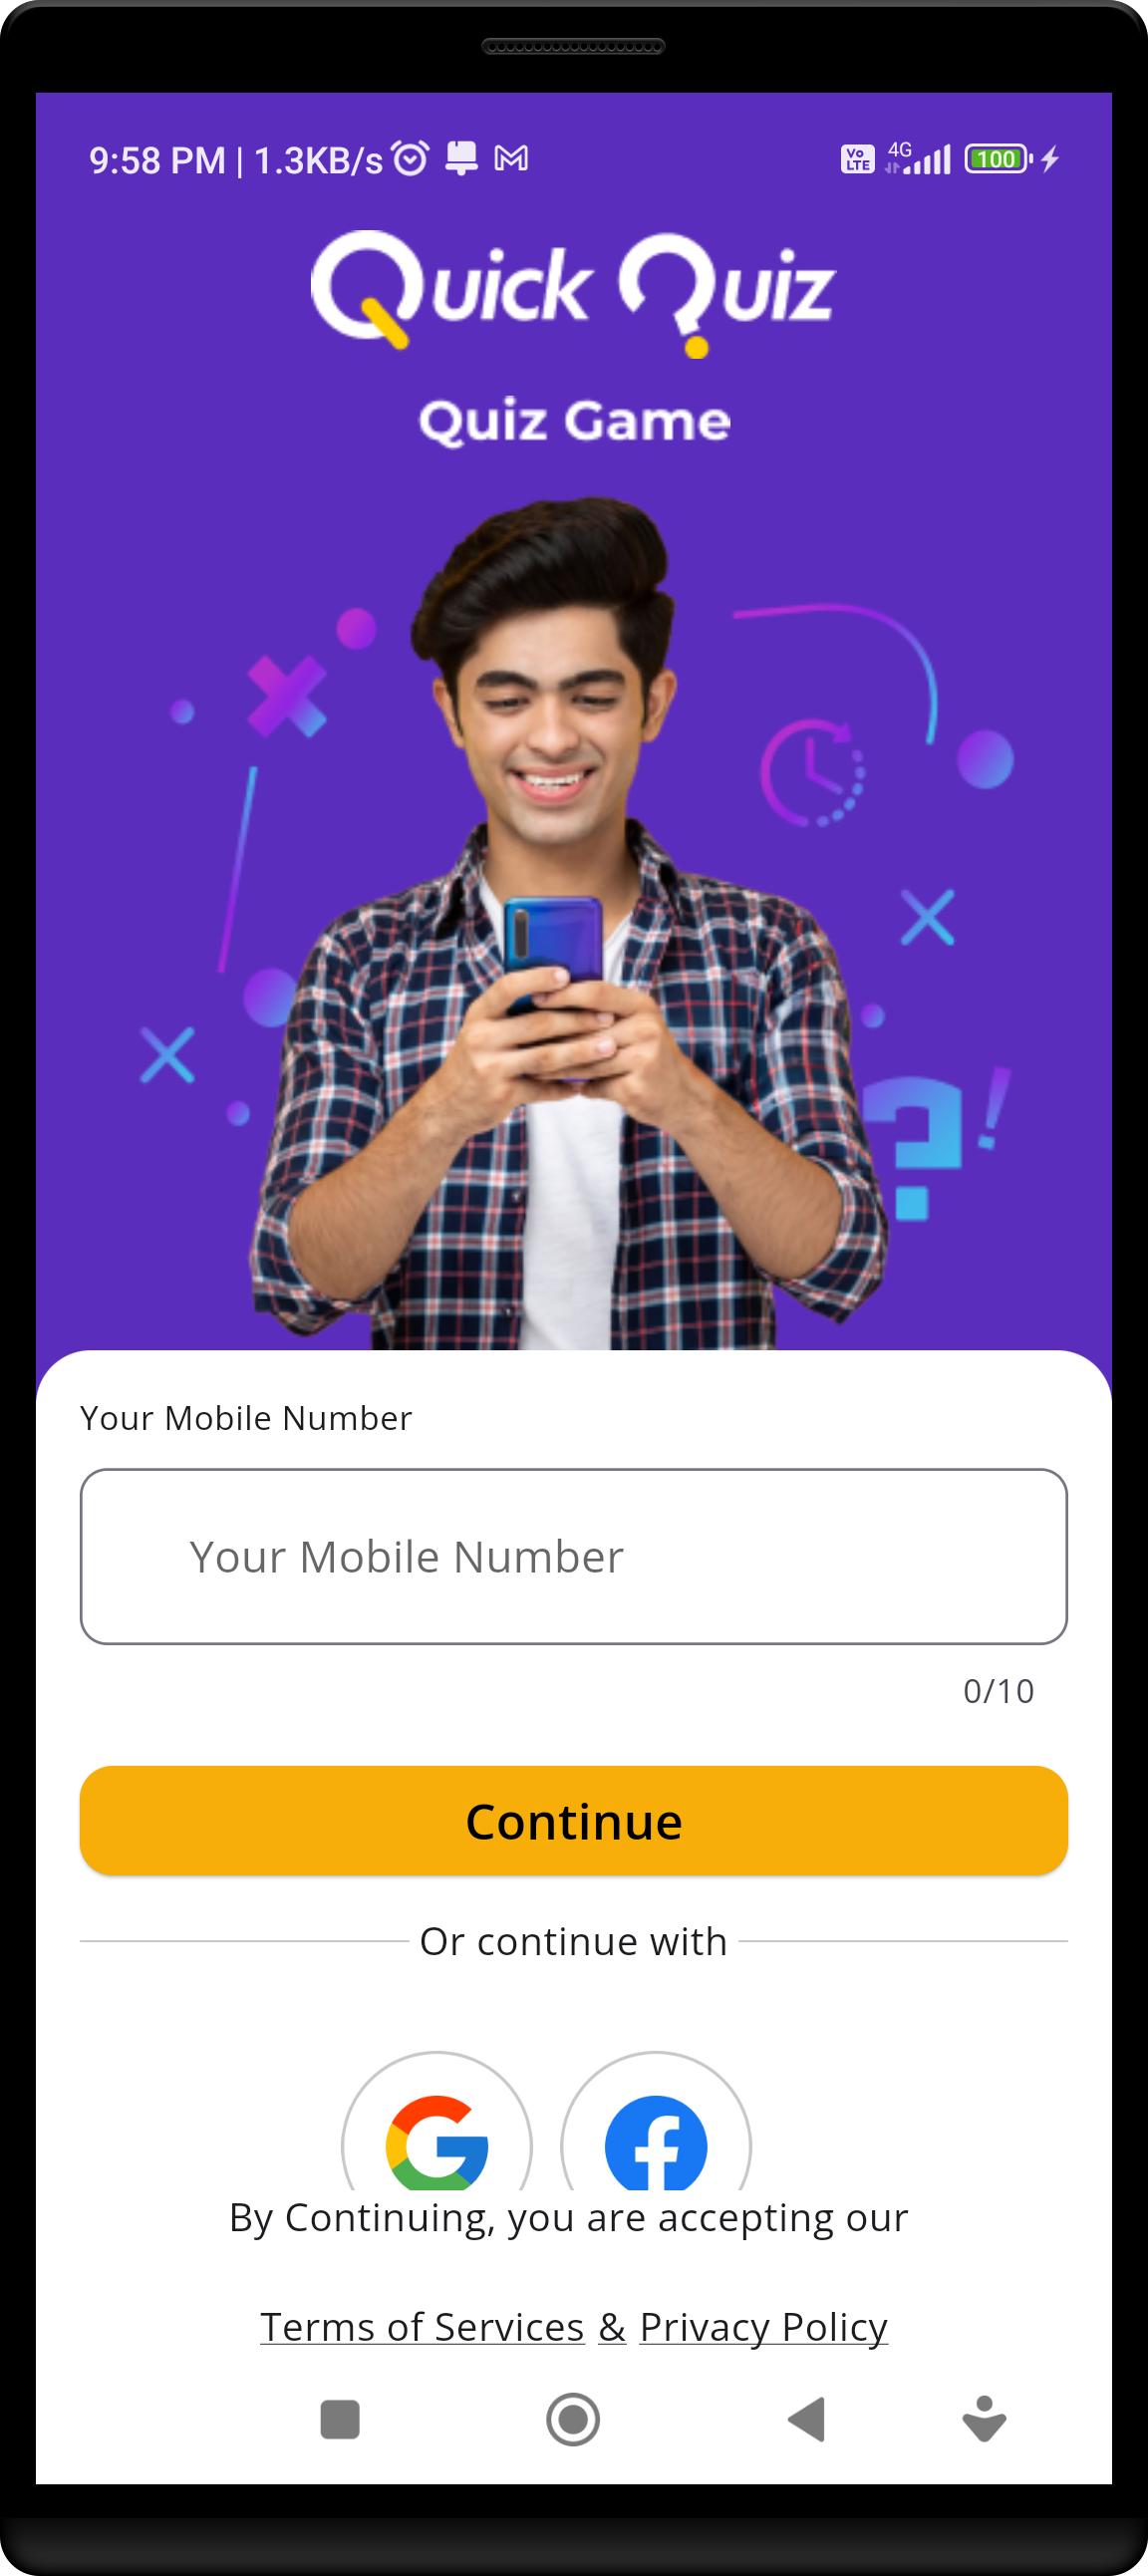 9:58 PM | 1.3KB/s
Vo LTE 4G 100
Quick Quiz
Quiz Game
Your Mobile Number
Your Mobile Number
0/10
Continue
Or continue with
By Continuing, you are accepting our
Terms of Services & Privacy Policy